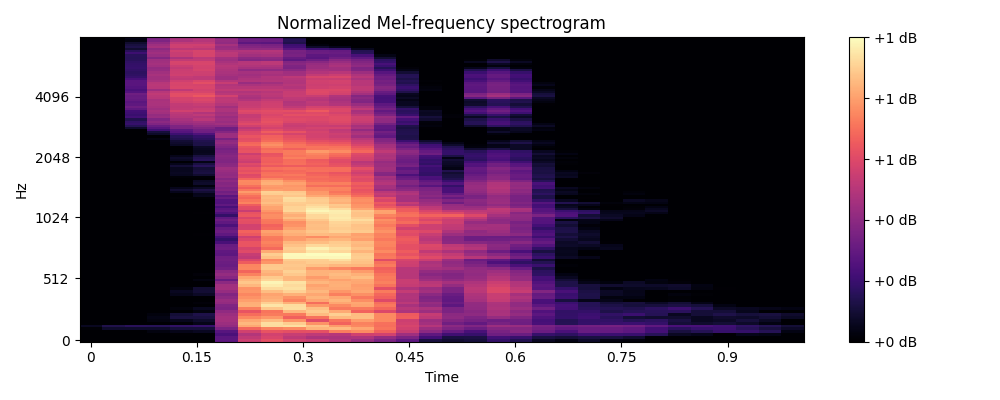 Normalized Mel-frequency spectrogram
Hz
4096
2048
1024
512
0
0 0.15 0.3 0.45 0.6 0.75 0.9
Time
+1 dB
+1 dB
+1 dB
+0 dB
+0 dB
+0 dB